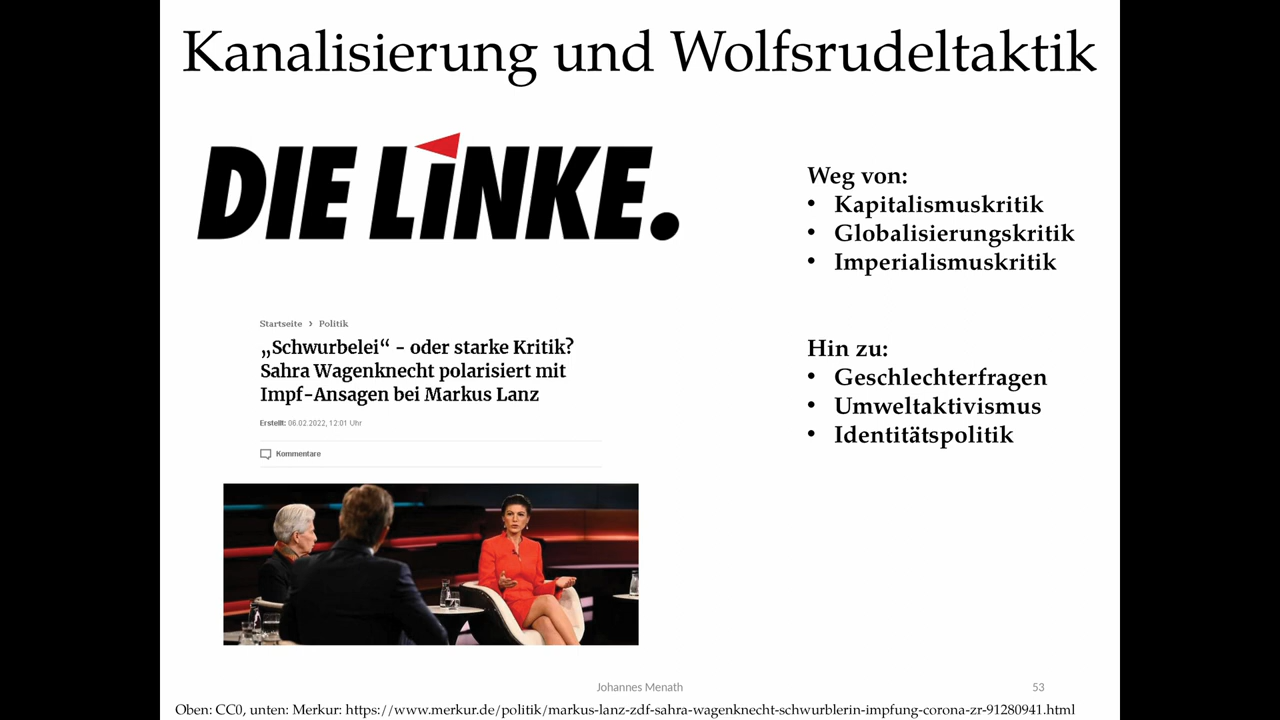 Kanalisierung und Wolfsrudeltaktik
DIE LiNKE.
Weg von:
• Kapitalismuskritik
• Globalisierungskritik
• Imperialismuskritik
Startseite › Politik
„Schwurbelei“ – oder starke Kritik?
Sahra Wagenknecht polarisiert mit
Impf-Ansagen bei Markus Lanz
Erstellt: 08.02.2022, 12:01 Uhr
Kommentare
Hin zu:
• Geschlechterfragen
• Umweltaktivismus
• Identitätspolitik
Johannes Menath
53
Oben: CC0, unten: Merkur: https://www.merkur.de/politik/markus-lanz-zdf-sahra-wagenknecht-schwurblerin-impfung-corona-zr-91280941.html